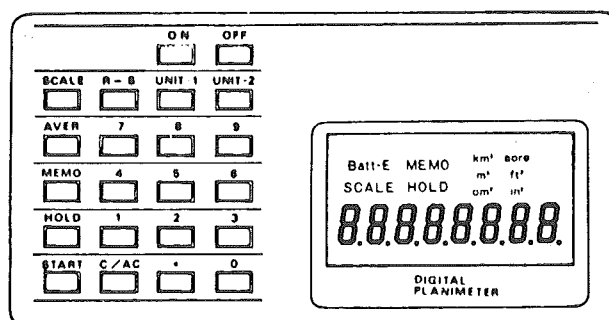 ON OFF
SCALE R-S UNIT-1 UNIT-2
AVER 7 8 9
MEMO 4 5 6
HOLD 1 2 3
START C/AC . 0
Batt-E MEMO km² acre
m² ft²
SCALE HOLD cm² in²
8.8.8.8.8.8.8.8.
DIGITAL
PLANIMETER